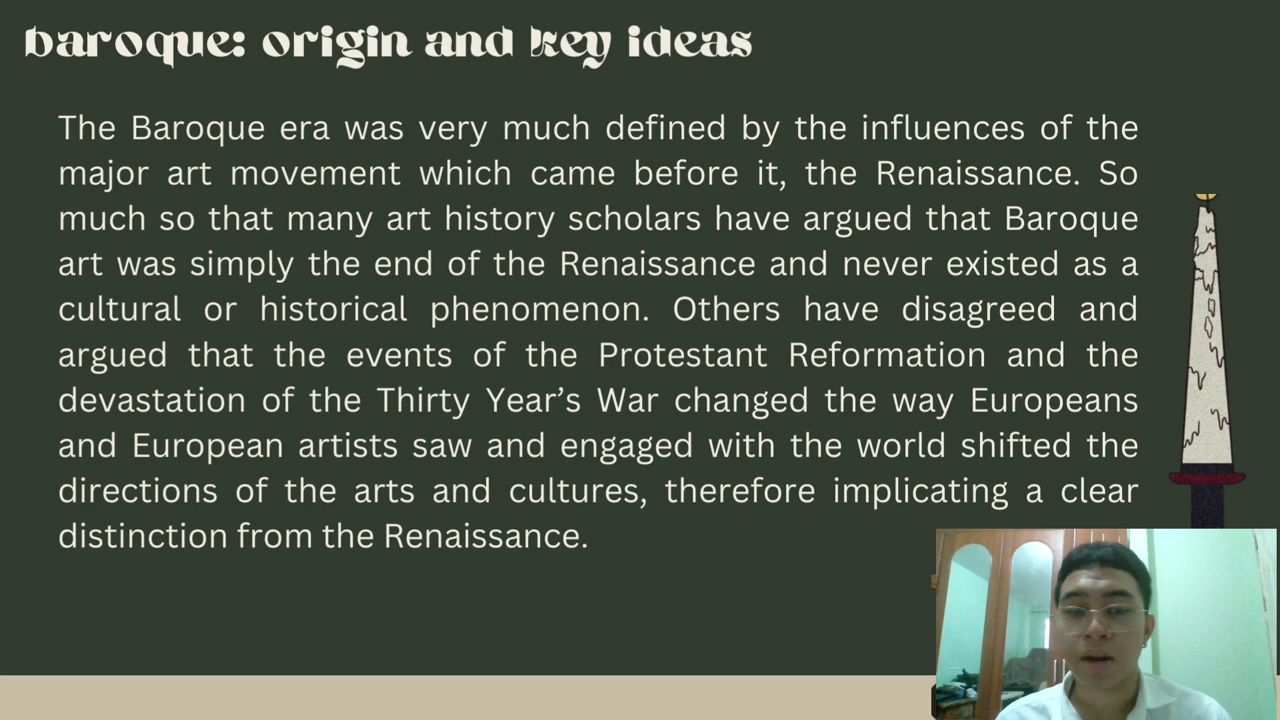 baroque: origin and key ideas
The Baroque era was very much defined by the influences of the
major art movement which came before it, the Renaissance. So
much so that many art history scholars have argued that Baroque
art was simply the end of the Renaissance and never existed as a
cultural or historical phenomenon. Others have disagreed and
argued that the events of the Protestant Reformation and the
devastation of the Thirty Year’s War changed the way Europeans
and European artists saw and engaged with the world shifted the
directions of the arts and cultures, therefore implicating a clear
distinction from the Renaissance.